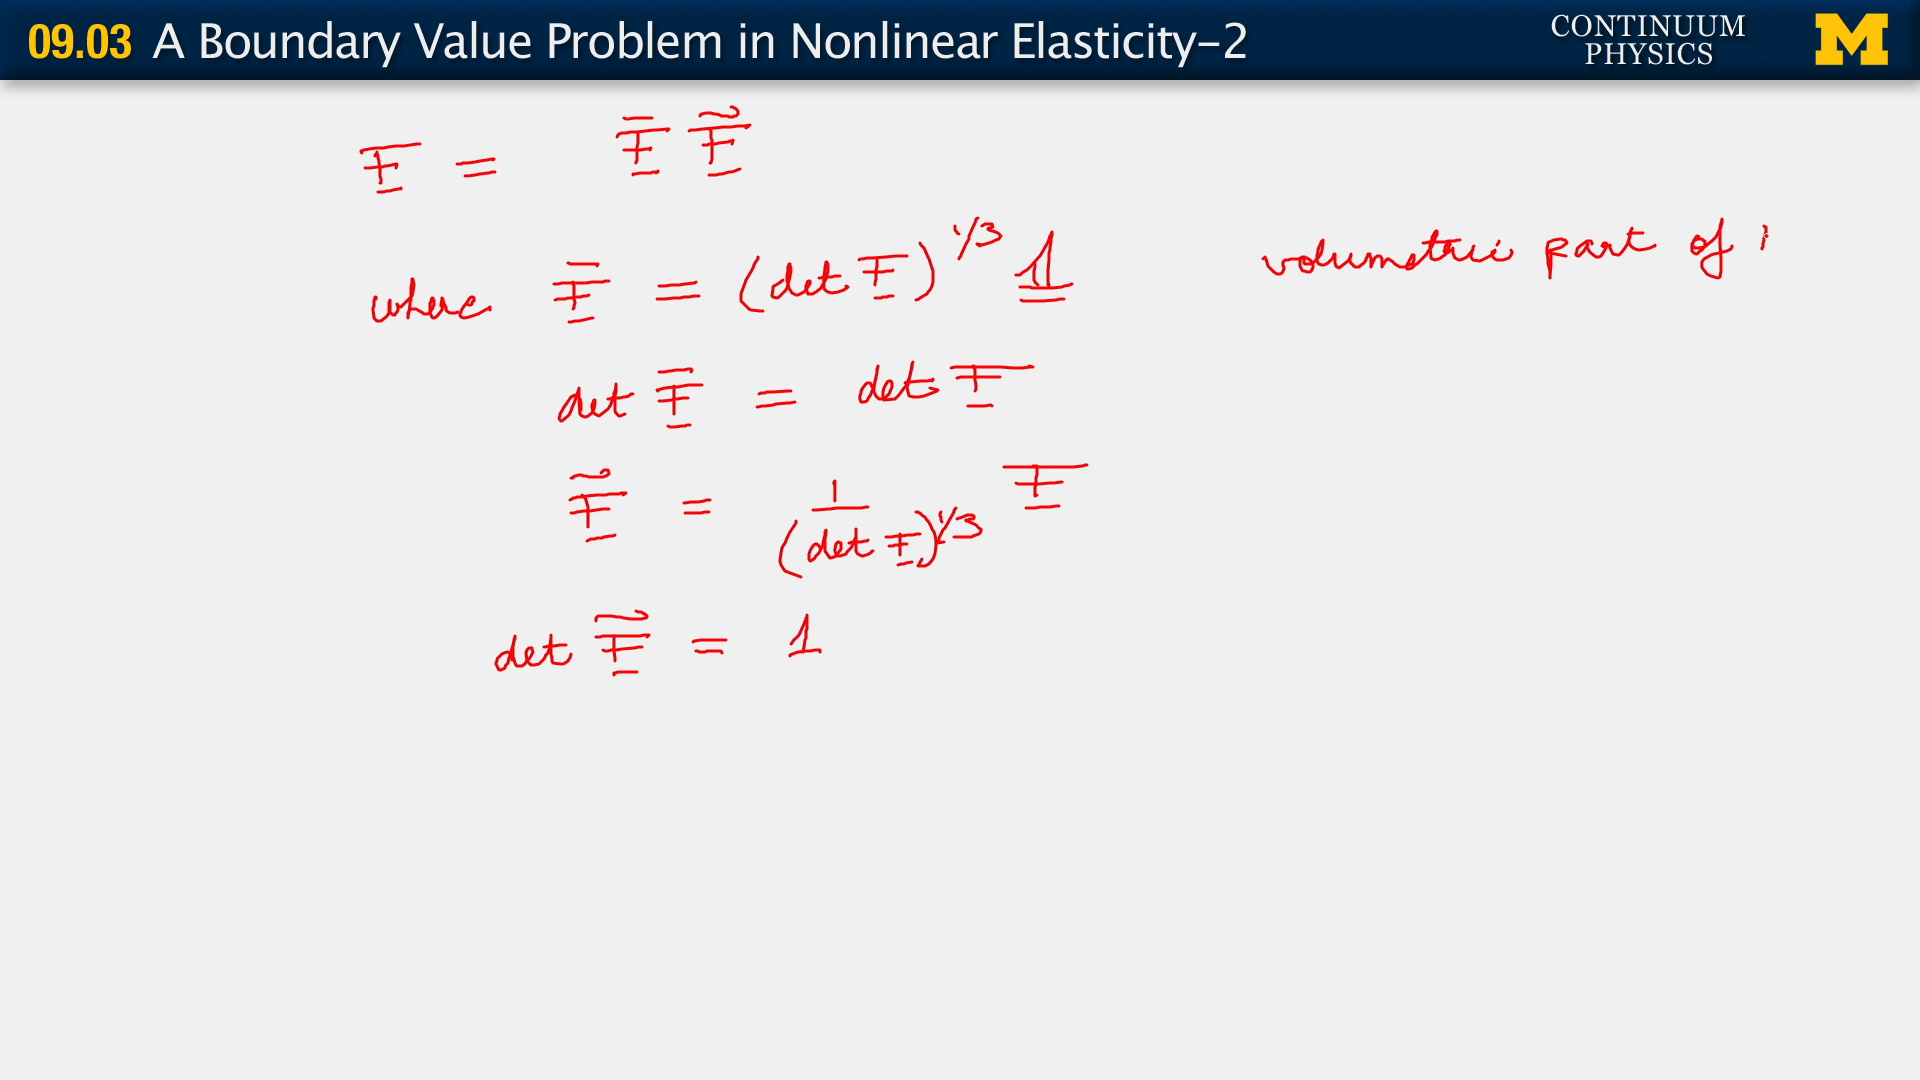 09.03 A Boundary Value Problem in Nonlinear Elasticity–2
CONTINUUM
PHYSICS
M
F̲ = F̲̄ F̲̃
where F̲̄ = (det F̲)^1/3 1̲ volumetric part of
det F̲̄ = det F̲
F̲̃ = 1/(det F̲)^1/3 F̲
det F̲̃ = 1